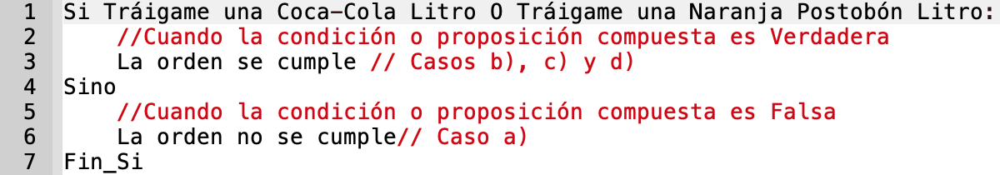 1 Si Tráigame una Coca-Cola Litro O Tráigame una Naranja Postobón Litro:
2 //Cuando la condición o proposición compuesta es Verdadera
3 La orden se cumple // Casos b), c) y d)
4 Sino
5 //Cuando la condición o proposición compuesta es Falsa
6 La orden no se cumple// Caso a)
7 Fin_Si